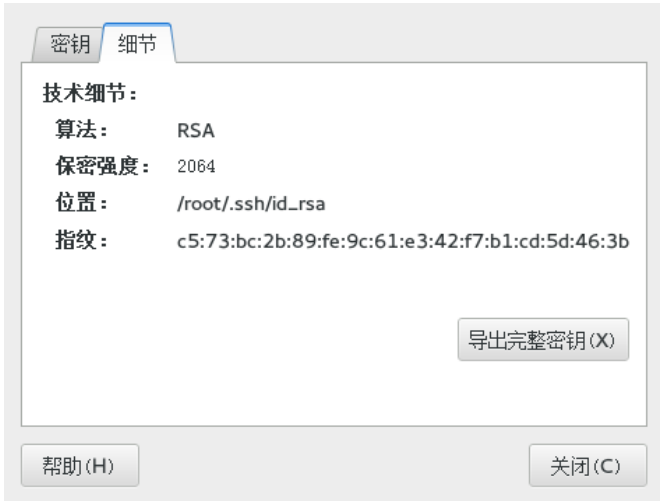 密钥 细节
技术细节：
算法： RSA
保密强度： 2064
位置： /root/.ssh/id_rsa
指纹： c5:73:bc:2b:89:fe:9c:61:e3:42:f7:b1:cd:5d:46:3b
导出完整密钥(X)
帮助(H) 关闭(C)